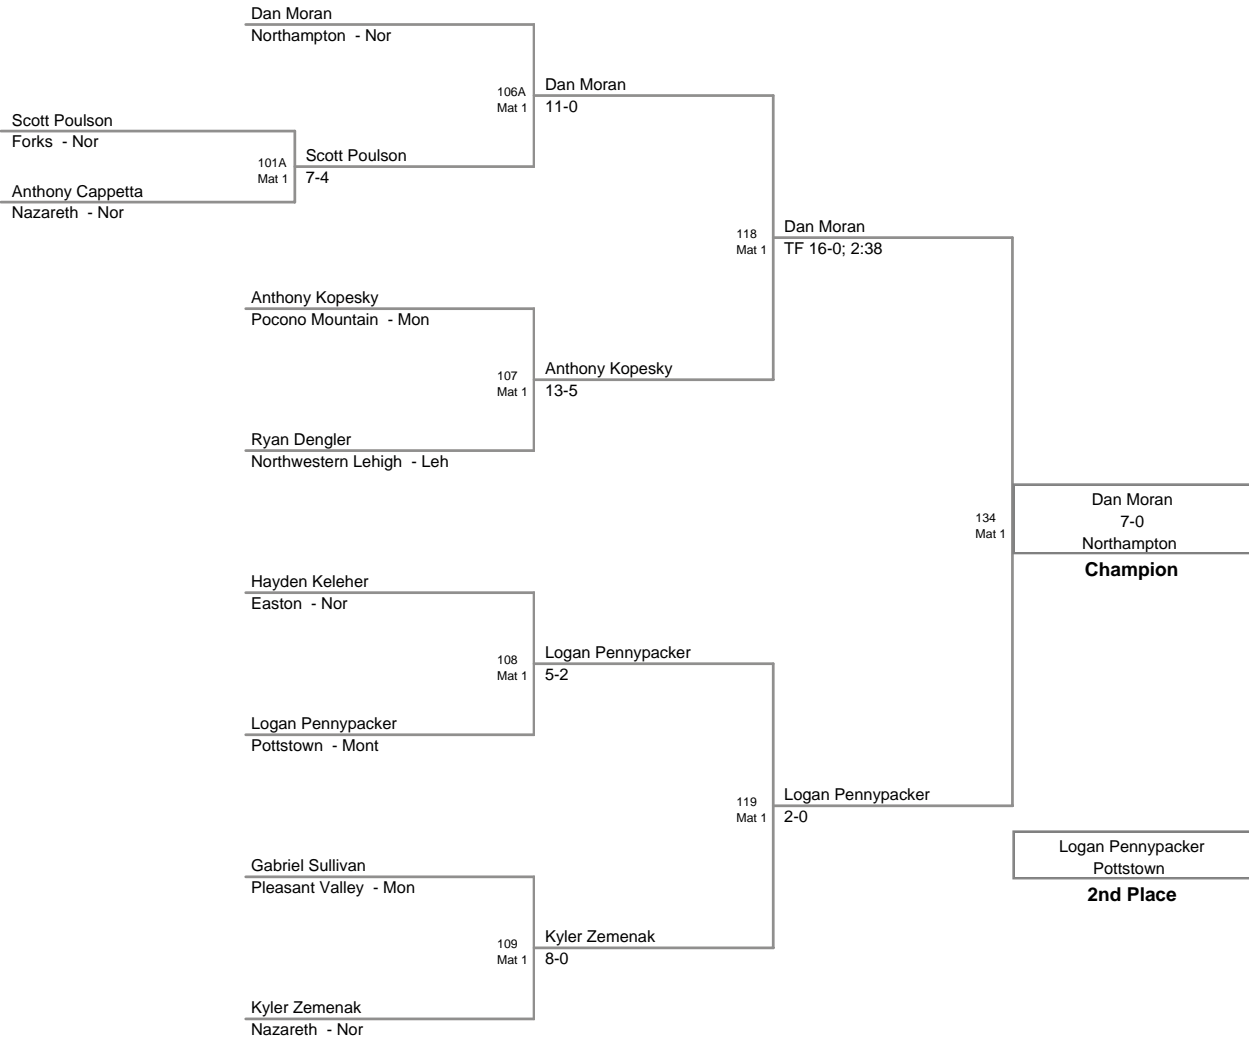 Dan Moran
Northampton - Nor
106A
Mat 1
Dan Moran
11-0
Scott Poulson
Forks - Nor
101A
Mat 1
Scott Poulson
7-4
Anthony Cappetta
Nazareth - Nor
118
Mat 1
Dan Moran
TF 16-0; 2:38
Anthony Kopesky
Pocono Mountain - Mon
107
Mat 1
Anthony Kopesky
13-5
Ryan Dengler
Northwestern Lehigh - Leh
134
Mat 1
Dan Moran
7-0
Northampton
Champion
Hayden Keleher
Easton - Nor
108
Mat 1
Logan Pennypacker
5-2
Logan Pennypacker
Pottstown - Mont
119
Mat 1
Logan Pennypacker
2-0
Logan Pennypacker
Pottstown
2nd Place
Gabriel Sullivan
Pleasant Valley - Mon
109
Mat 1
Kyler Zemenak
8-0
Kyler Zemenak
Nazareth - Nor